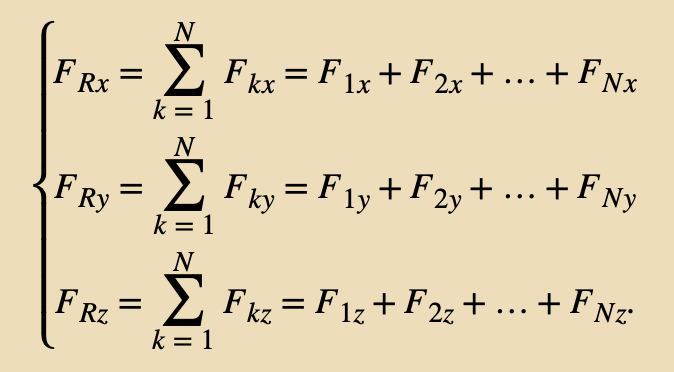 F_{Rx} = \sum_{k=1}^{N} F_{kx} = F_{1x} + F_{2x} + … + F_{Nx}
F_{Ry} = \sum_{k=1}^{N} F_{ky} = F_{1y} + F_{2y} + … + F_{Ny}
F_{Rz} = \sum_{k=1}^{N} F_{kz} = F_{1z} + F_{2z} + … + F_{Nz}.